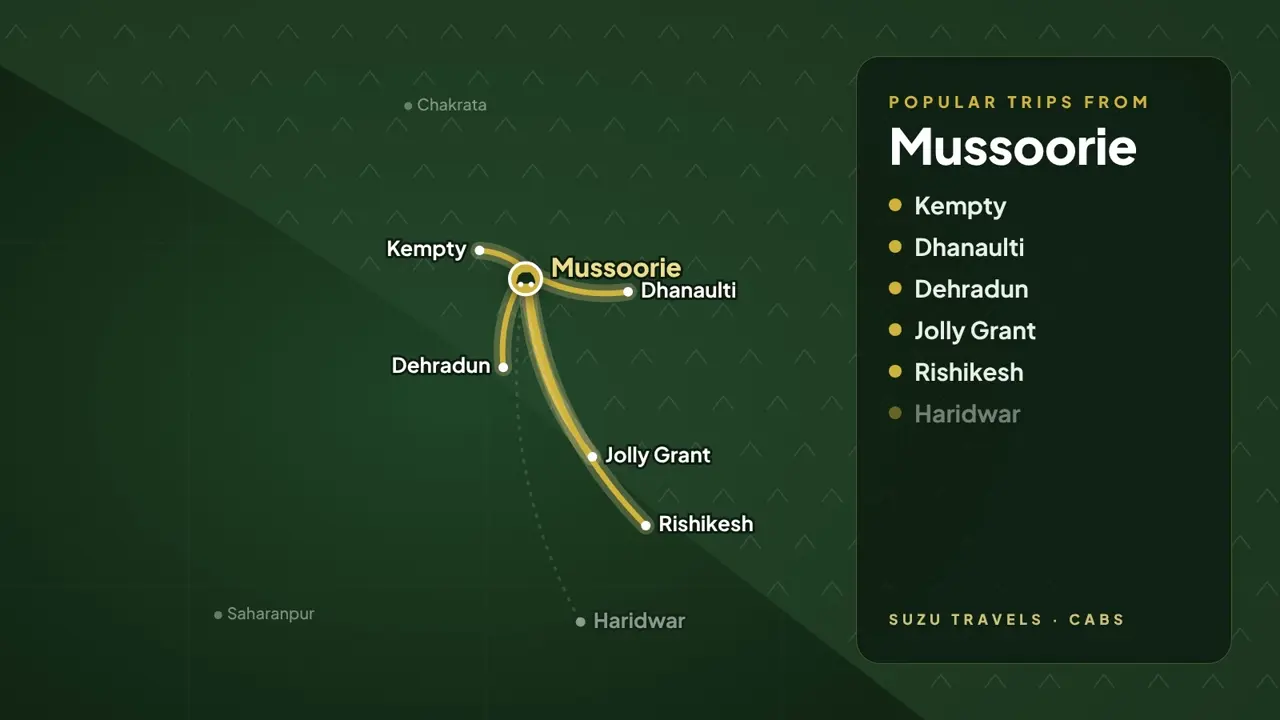 Chakrata
Kempty
Mussoorie
Dhanaulti
Dehradun
Jolly Grant
Rishikesh
Saharanpur
Haridwar
POPULAR TRIPS FROM
Mussoorie
Kempty
Dhanaulti
Dehradun
Jolly Grant
Rishikesh
Haridwar
SUZU TRAVELS · CABS